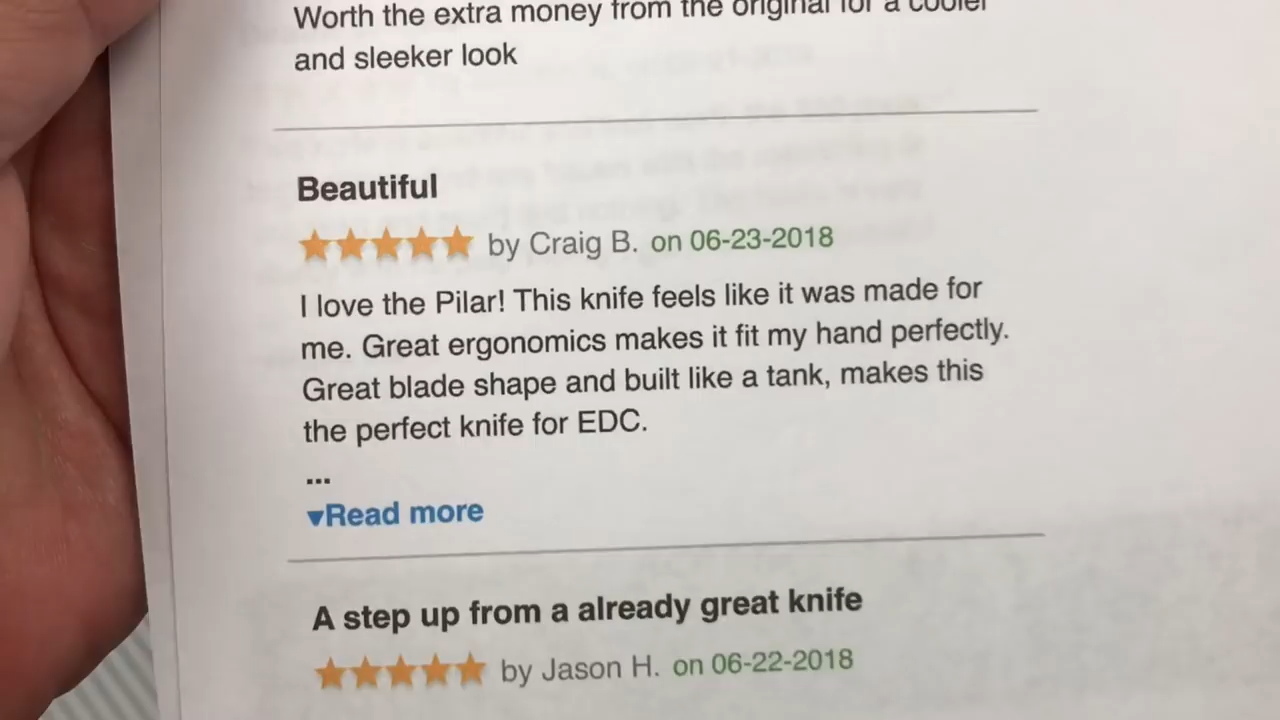 Worth the extra money from the original for a cooler
and sleeker look
Beautiful
by Craig B. on 06-23-2018
I love the Pilar! This knife feels like it was made for
me. Great ergonomics makes it fit my hand perfectly.
Great blade shape and built like a tank, makes this
the perfect knife for EDC.
...
▾Read more
A step up from a already great knife
by Jason H. on 06-22-2018